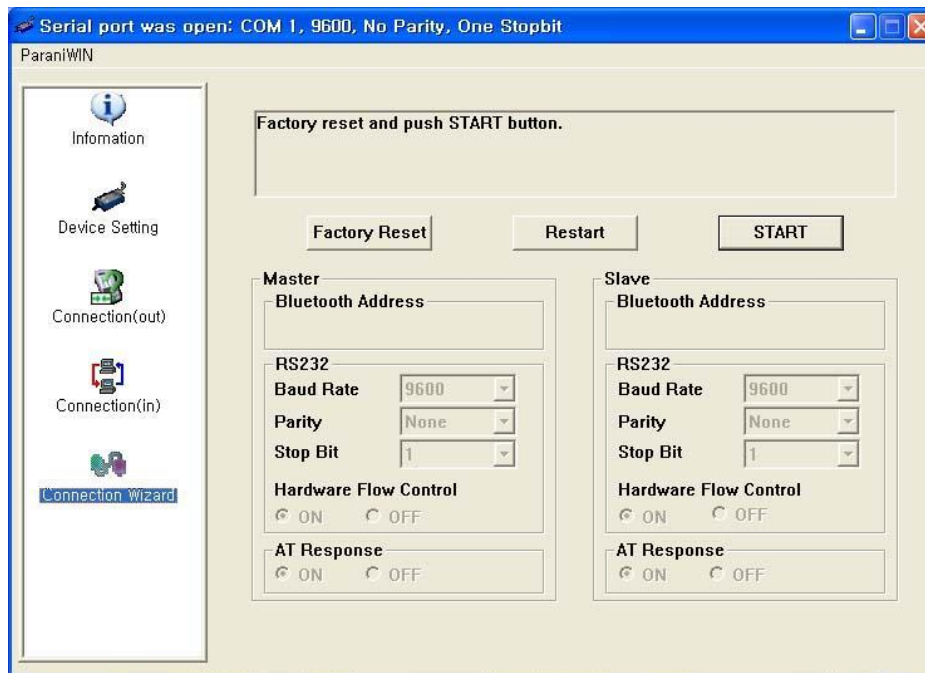 Serial port was open: COM 1, 9600, No Parity, One Stopbit
ParaniWIN
Infomation
Device Setting
Connection(out)
Connection(in)
Connection Wizard
Factory reset and push START button.
Factory Reset
Restart
START
Master
Bluetooth Address
RS232
Baud Rate
9600
Parity
None
Stop Bit
1
Hardware Flow Control
ON
OFF
AT Response
ON
OFF
Slave
Bluetooth Address
RS232
Baud Rate
9600
Parity
None
Stop Bit
1
Hardware Flow Control
ON
OFF
AT Response
ON
OFF